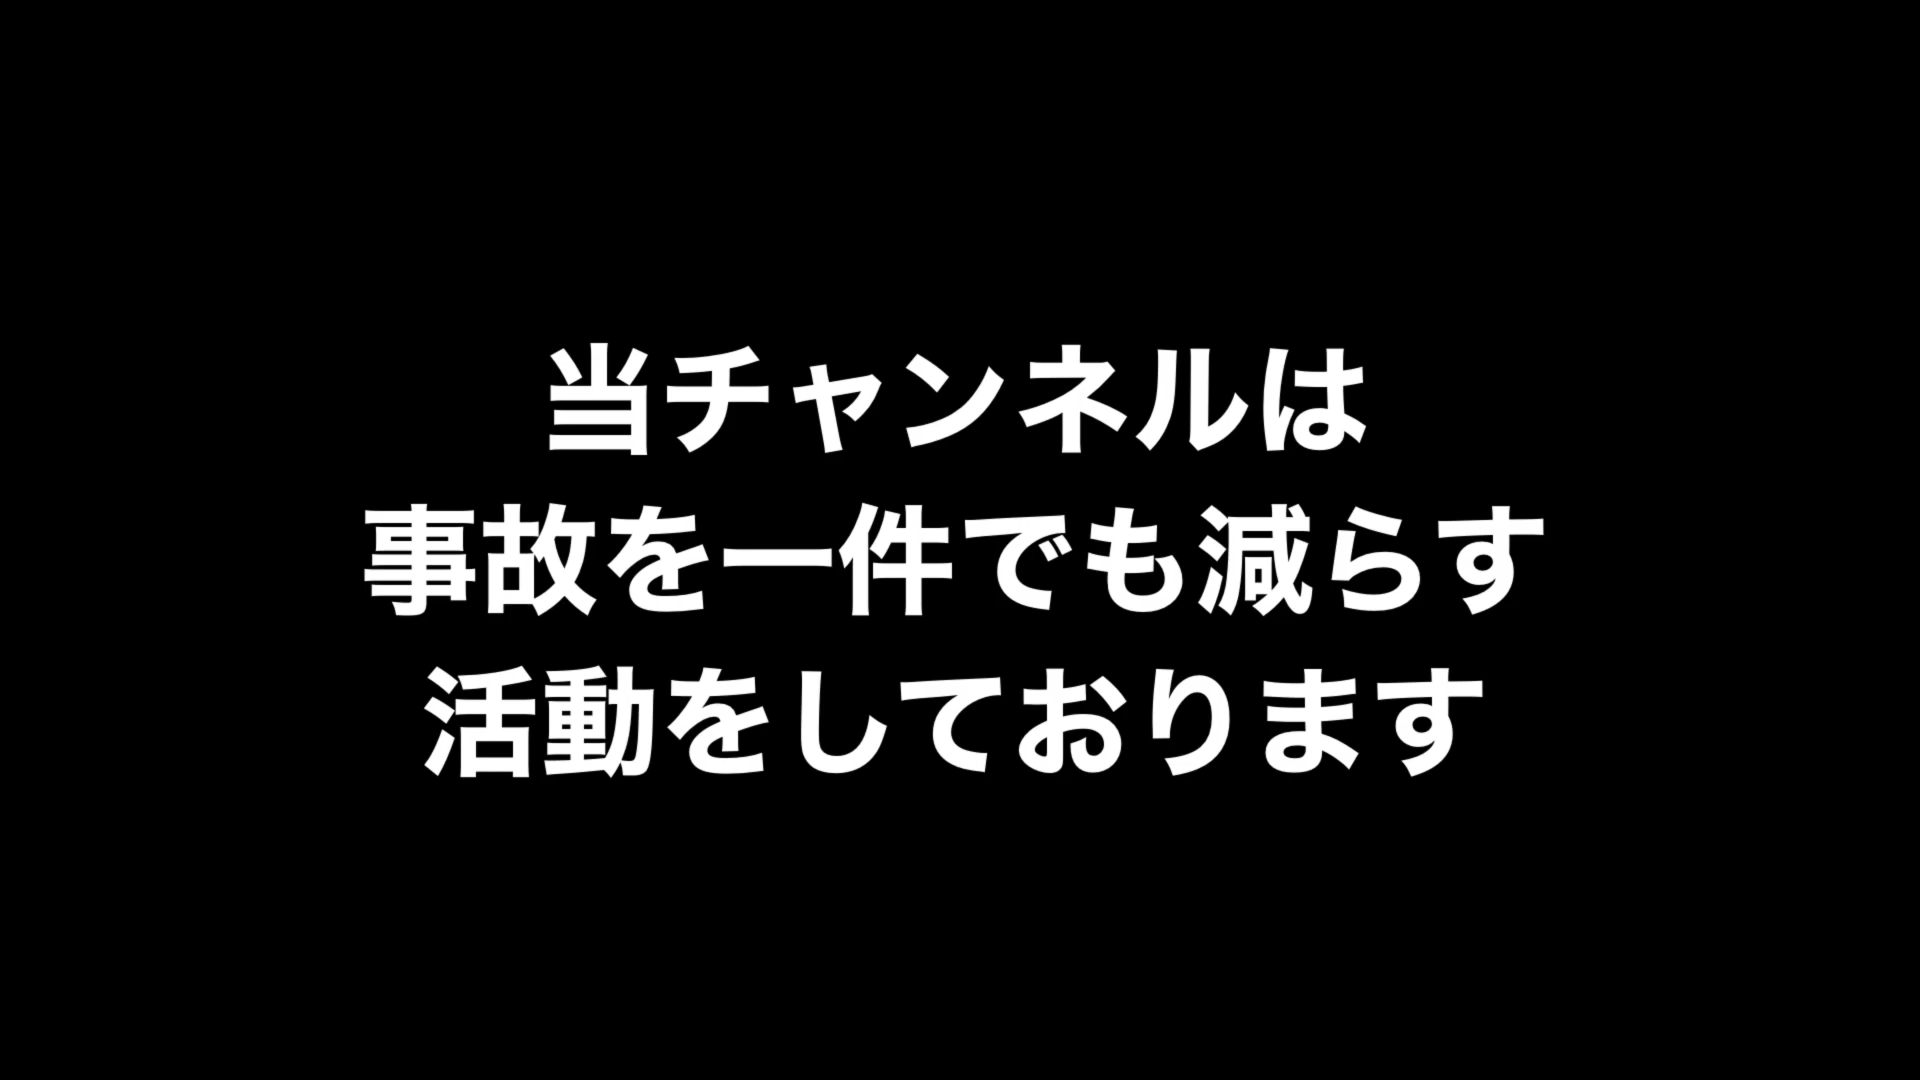 当チャンネルは
事故を一件でも減らす
活動をしております